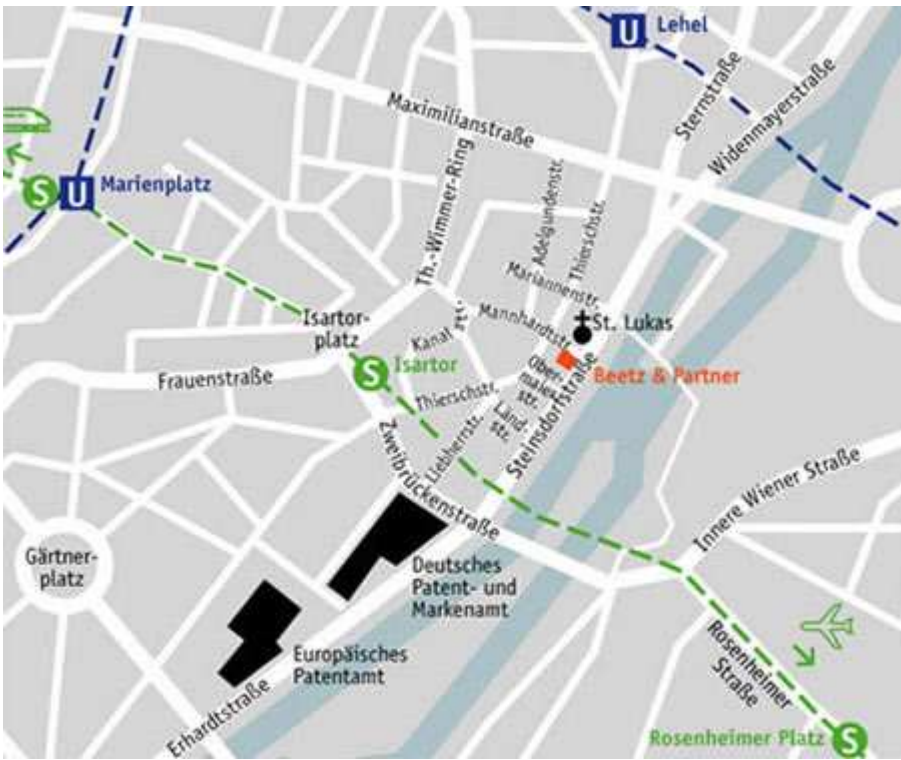 U Lehel
Sternstraße
Widenmayerstraße
Maximilianstraße
S U Marienplatz
Th.-Wimmer-Ring
Adelgundenstr.
Thierschstr.
Mariannenstr.
Mannhardtstr.
St. Lukas
Isartor-
platz
Kanal
str.
S Isartor
Beetz & Partner
Frauenstraße
Ober-
maier
str.
Thierschstr.
Länd-
str.
Liebherrstr.
Steinsdorfstraße
Zweibrückenstraße
Innere Wiener Straße
Gärtner-
platz
Deutsches
Patent- und
Markenamt
Europäisches
Patentamt
Erhardtstraße
Rosenheimer
Straße
Rosenheimer Platz S